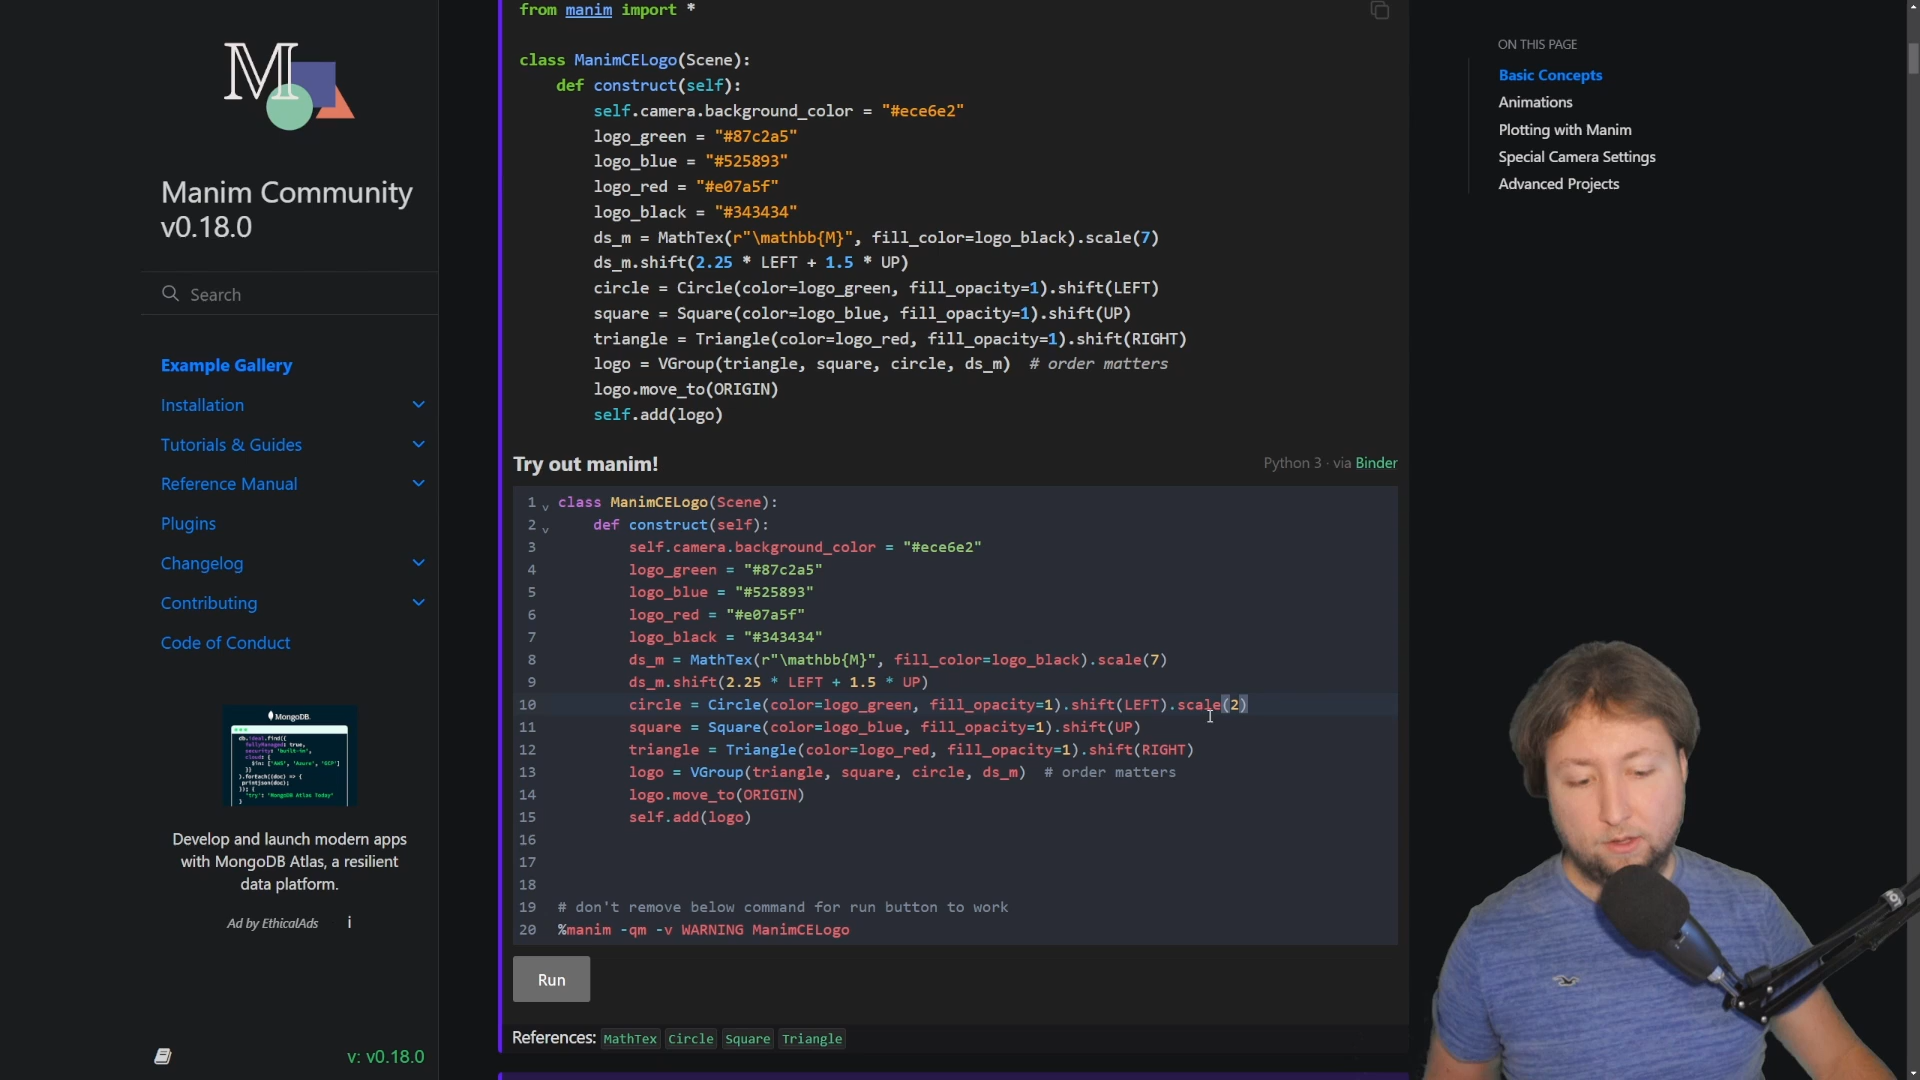 M
Manim Community
v0.18.0
Search
Example Gallery
Installation
Tutorials & Guides
Reference Manual
Plugins
Changelog
Contributing
Code of Conduct
MongoDB.
Develop and launch modern apps
with MongoDB Atlas, a resilient
data platform.
Ad by EthicalAds i
v: v0.18.0
from manim import *
class ManimCELogo(Scene):
def construct(self):
self.camera.background_color = "#ece6e2"
logo_green = "#87c2a5"
logo_blue = "#525893"
logo_red = "#e07a5f"
logo_black = "#343434"
ds_m = MathTex(r"\mathbb{M}", fill_color=logo_black).scale(7)
ds_m.shift(2.25 * LEFT + 1.5 * UP)
circle = Circle(color=logo_green, fill_opacity=1).shift(LEFT)
square = Square(color=logo_blue, fill_opacity=1).shift(UP)
triangle = Triangle(color=logo_red, fill_opacity=1).shift(RIGHT)
logo = VGroup(triangle, square, circle, ds_m)  # order matters
logo.move_to(ORIGIN)
self.add(logo)
Try out manim!
Python 3 · via Binder
1 class ManimCELogo(Scene):
2 def construct(self):
3 self.camera.background_color = "#ece6e2"
4 logo_green = "#87c2a5"
5 logo_blue = "#525893"
6 logo_red = "#e07a5f"
7 logo_black = "#343434"
8 ds_m = MathTex(r"\mathbb{M}", fill_color=logo_black).scale(7)
9 ds_m.shift(2.25 * LEFT + 1.5 * UP)
10 circle = Circle(color=logo_green, fill_opacity=1).shift(LEFT).scale(2)
11 square = Square(color=logo_blue, fill_opacity=1).shift(UP)
12 triangle = Triangle(color=logo_red, fill_opacity=1).shift(RIGHT)
13 logo = VGroup(triangle, square, circle, ds_m)  # order matters
14 logo.move_to(ORIGIN)
15 self.add(logo)
16
17
18
19 # don't remove below command for run button to work
20 %manim -qm -v WARNING ManimCELogo
Run
References: MathTex Circle Square Triangle
ON THIS PAGE
Basic Concepts
Animations
Plotting with Manim
Special Camera Settings
Advanced Projects